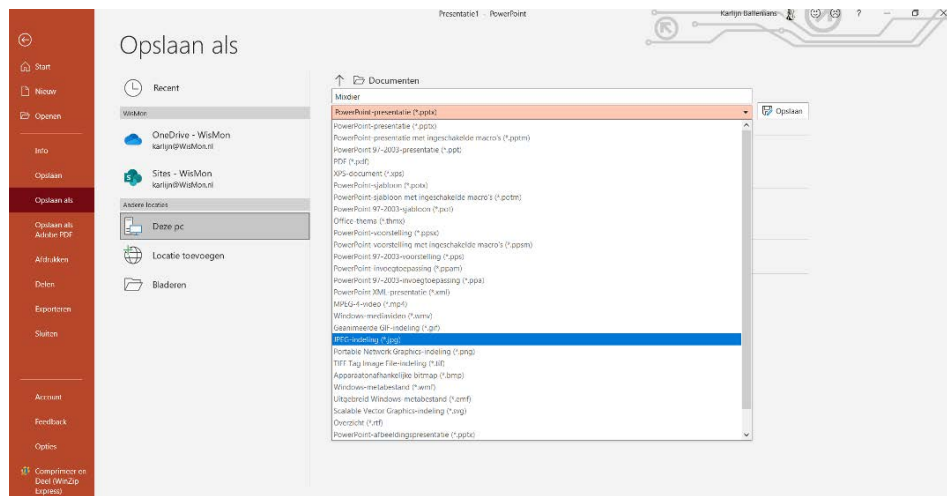 Presentatie1 - PowerPoint
Karlijn Ballemans
?
Opslaan als
Start
Nieuw
Openen
Info
Opslaan
Opslaan als
Opslaan als
Adobe PDF
Afdrukken
Delen
Exporteren
Sluiten
Account
Feedback
Opties
Comprimeer en
Deel (WinZip
Express)
Recent
WisMon
OneDrive - WisMon
karlijn@WisMon.nl
Sites - WisMon
karlijn@WisMon.nl
Andere locaties
Deze pc
Locatie toevoegen
Bladeren
Documenten
Mixdier
PowerPoint-presentatie (*.pptx)
Opslaan
PowerPoint-presentatie (*.pptx)
PowerPoint-presentatie met ingeschakelde macro's (*.pptm)
PowerPoint 97-2003-presentatie (*.ppt)
PDF (*.pdf)
XPS-document (*.xps)
PowerPoint-sjabloon (*.potx)
PowerPoint-sjabloon met ingeschakelde macro's (*.potm)
PowerPoint 97-2003-sjabloon (*.pot)
Office-thema (*.thmx)
PowerPoint-voorstelling (*.ppsx)
PowerPoint-voorstelling met ingeschakelde macro's (*.ppsm)
PowerPoint 97-2003-voorstelling (*.pps)
PowerPoint-invoegtoepassing (*.ppam)
PowerPoint 97-2003-invoegtoepassing (*.ppa)
PowerPoint XML-presentatie (*.xml)
MPEG-4-video (*.mp4)
Windows-mediavideo (*.wmv)
Geanimeerde GIF-indeling (*.gif)
JPEG-indeling (*.jpg)
Portable Network Graphics-indeling (*.png)
TIFF Tag Image File-indeling (*.tif)
Apparaatonafhankelijke bitmap (*.bmp)
Windows-metabestand (*.wmf)
Uitgebreid Windows-metabestand (*.emf)
Scalable Vector Graphics-indeling (*.svg)
Overzicht (*.rtf)
PowerPoint-afbeeldingspresentatie (*.pptx)